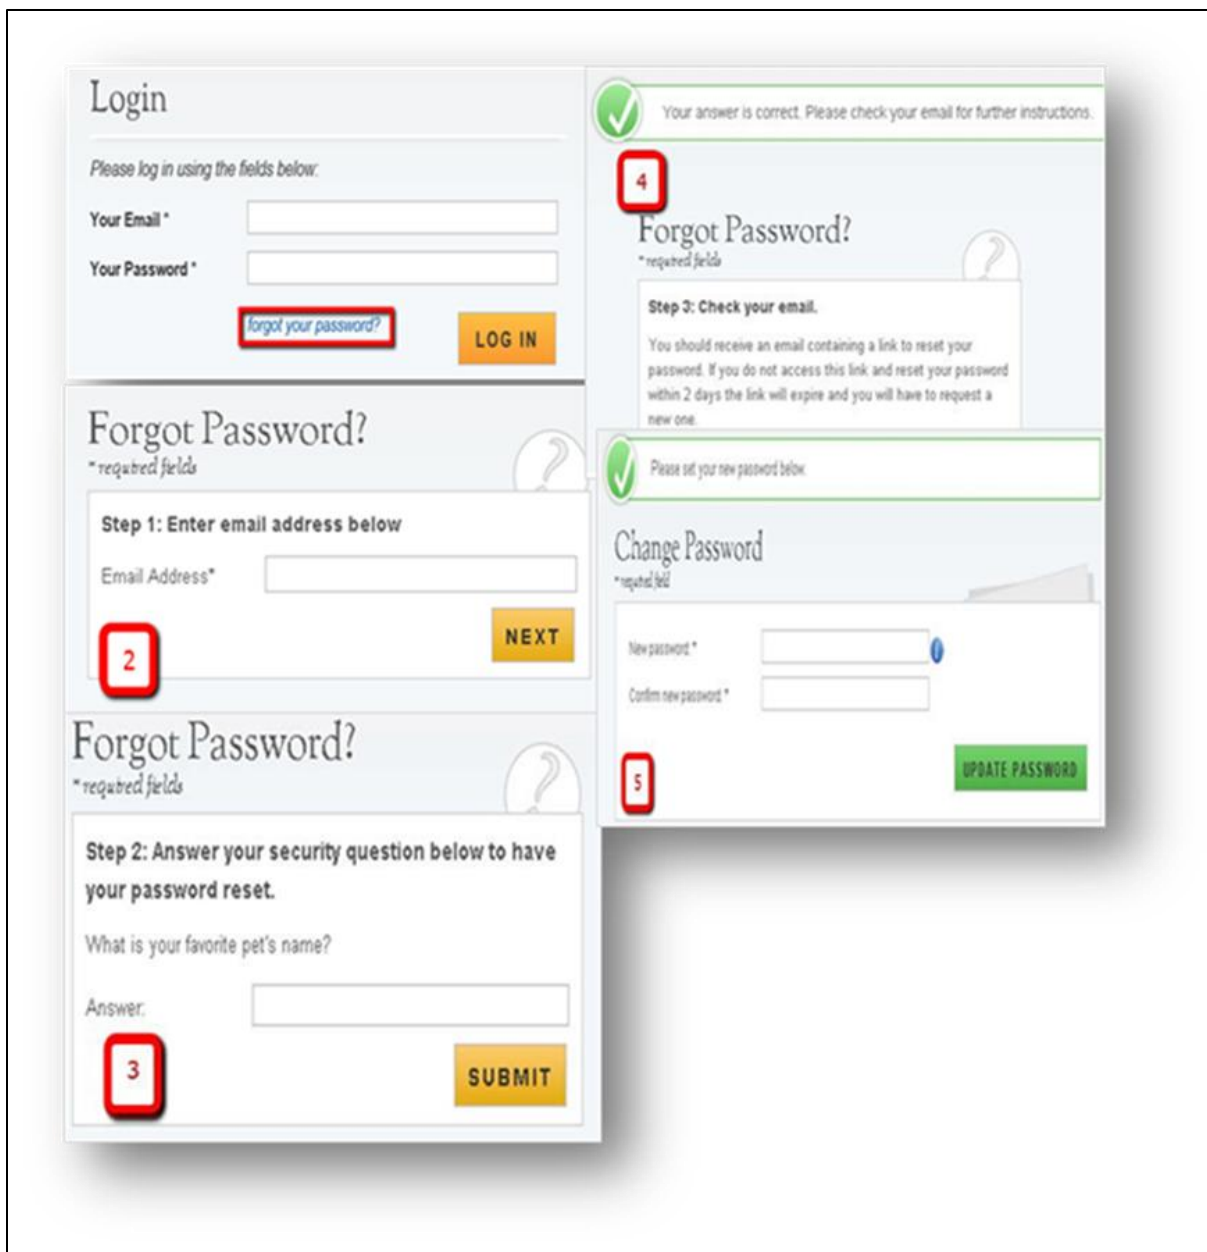 Login
Please log in using the fields below:
Your Email *
Your Password *
forgot your password?
LOG IN
Forgot Password?
* required fields
Step 1: Enter email address below
Email Address*
NEXT
2
Forgot Password?
* required fields
Step 2: Answer your security question below to have
your password reset.
What is your favorite pet's name?
Answer:
3
SUBMIT
Your answer is correct. Please check your email for further instructions.
4
Forgot Password?
* required fields
Step 3: Check your email.
You should receive an email containing a link to reset your
password. If you do not access this link and reset your password
within 2 days the link will expire and you will have to request a
new one.
Please set your new password below.
Change Password
* required field
New password: *
Confirm new password: *
5
UPDATE PASSWORD